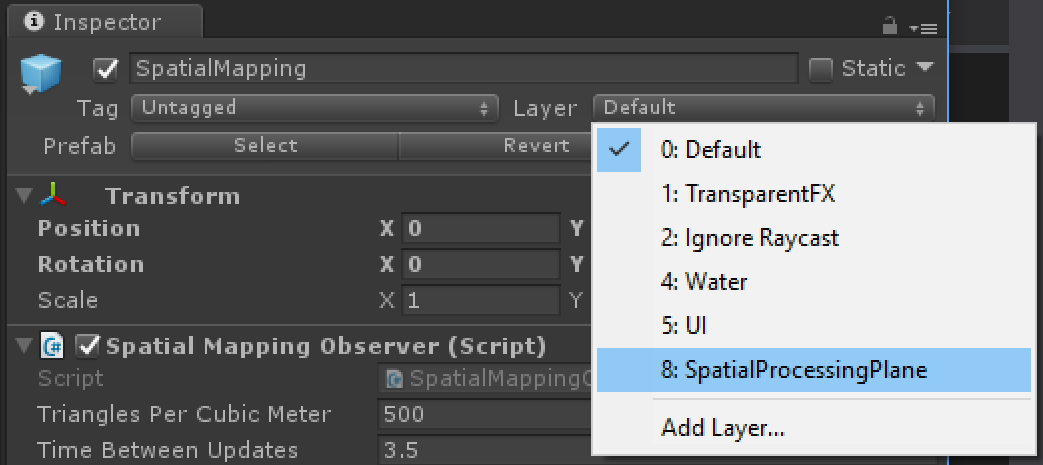 Inspector
SpatialMapping
Static
Tag Untagged Layer Default
Prefab Select Revert
0: Default
1: TransparentFX
2: Ignore Raycast
4: Water
5: UI
8: SpatialProcessingPlane
Add Layer...
Transform
Position X 0 Y
Rotation X 0 Y
Scale X 1 Y
Spatial Mapping Observer (Script)
Script SpatialMappingO
Triangles Per Cubic Meter 500
Time Between Updates 3.5